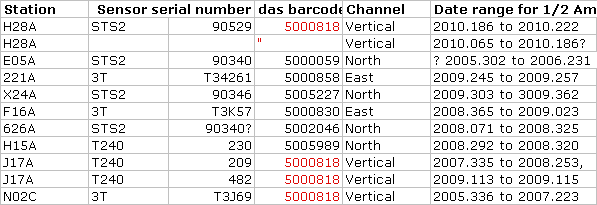 Station Sensor serial number das barcode Channel Date range for 1/2 Am
H28A STS2 90529 5000818 Vertical 2010.186 to 2010.222
H28A " Vertical 2010.065 to 2010.186?
E05A STS2 90340 5000059 North ? 2005.302 to 2006.231
221A 3T T34261 5000858 East 2009.245 to 2009.257
X24A STS2 90346 5005227 North 2009.303 to 3009.362
F16A 3T T3K57 5000830 East 2008.365 to 2009.023
626A STS2 90340? 5002046 North 2008.071 to 2008.325
H15A T240 230 5005989 North 2008.292 to 2008.320
J17A T240 209 5000818 Vertical 2007.335 to 2008.253,
J17A T240 482 5000818 Vertical 2009.113 to 2009.115
N02C 3T T3J69 5000818 Vertical 2005.336 to 2007.223